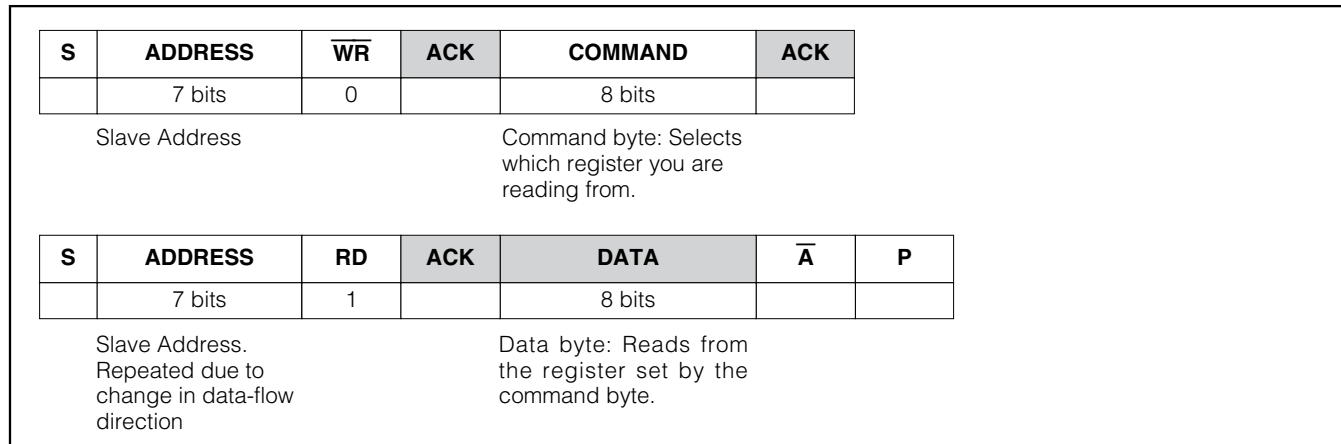 S ADDRESS W̅R̅ ACK COMMAND ACK
7 bits 0 8 bits
Slave Address
Command byte: Selects
which register you are
reading from.
S ADDRESS RD ACK DATA A̅ P
7 bits 1 8 bits
Slave Address.
Repeated due to
change in data-flow
direction
Data byte: Reads from
the register set by the
command byte.